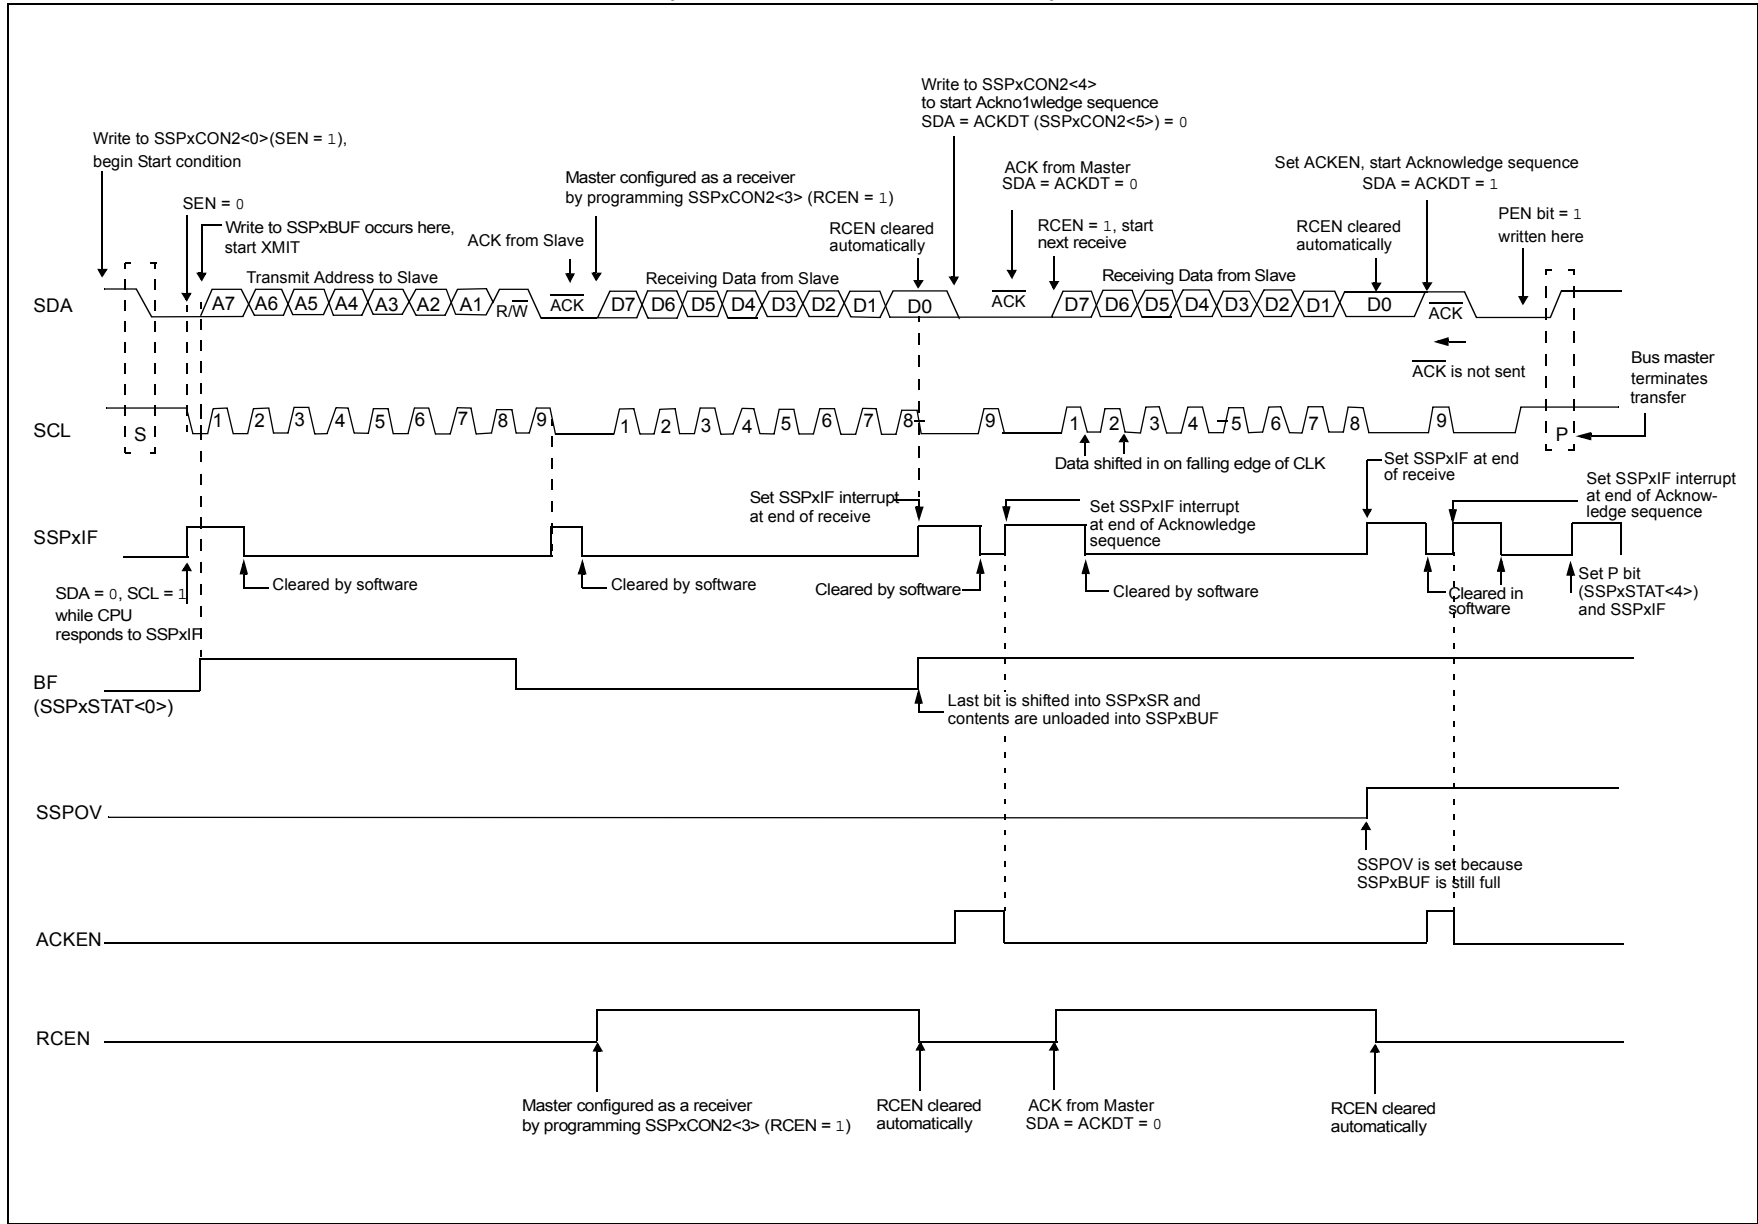 Write to SSPxCON2<4>
to start Ackno1wledge sequence
SDA = ACKDT (SSPxCON2<5>) = 0
Write to SSPxCON2<0>(SEN = 1),
begin Start condition
ACK from Master
SDA = ACKDT = 0
Set ACKEN, start Acknowledge sequence
SDA = ACKDT = 1
Master configured as a receiver
by programming SSPxCON2<3> (RCEN = 1)
SEN = 0
Write to SSPxBUF occurs here,
start XMIT
ACK from Slave
RCEN cleared
automatically
RCEN = 1, start
next receive
RCEN cleared
automatically
PEN bit = 1
written here
Transmit Address to Slave
Receiving Data from Slave
Receiving Data from Slave
SDA
A7 A6 A5 A4 A3 A2 A1 R/W ACK D7 D6 D5 D4 D3 D2 D1 D0 ACK D7 D6 D5 D4 D3 D2 D1 D0 ACK
ACK is not sent
Bus master
terminates
transfer
SCL
S 1 2 3 4 5 6 7 8 9 1 2 3 4 5 6 7 8 9 1 2 3 4 5 6 7 8 9 P
Data shifted in on falling edge of CLK
Set SSPxIF at end
of receive
Set SSPxIF interrupt
at end of receive
Set SSPxIF interrupt
at end of Acknowledge
sequence
Set SSPxIF interrupt
at end of Acknow-
ledge sequence
SSPxIF
SDA = 0, SCL = 1
while CPU
responds to SSPxIF
Cleared by software
Cleared by software
Cleared by software
Cleared by software
Cleared in
software
Set P bit
(SSPxSTAT<4>)
and SSPxIF
BF
(SSPxSTAT<0>)
Last bit is shifted into SSPxSR and
contents are unloaded into SSPxBUF
SSPOV
SSPOV is set because
SSPxBUF is still full
ACKEN
RCEN
Master configured as a receiver
by programming SSPxCON2<3> (RCEN = 1)
RCEN cleared
automatically
ACK from Master
SDA = ACKDT = 0
RCEN cleared
automatically